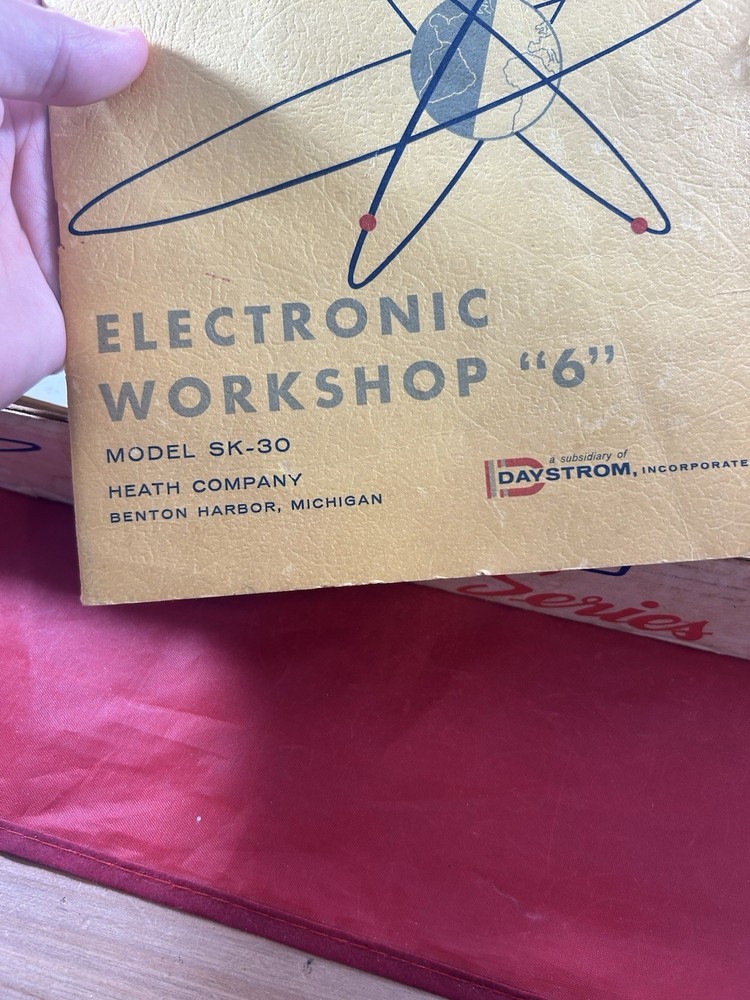 ELECTRONIC
WORKSHOP “6”
MODEL SK-30
HEATH COMPANY
BENTON HARBOR, MICHIGAN
a subsidiary of
DAYSTROM, INCORPORATE
Series